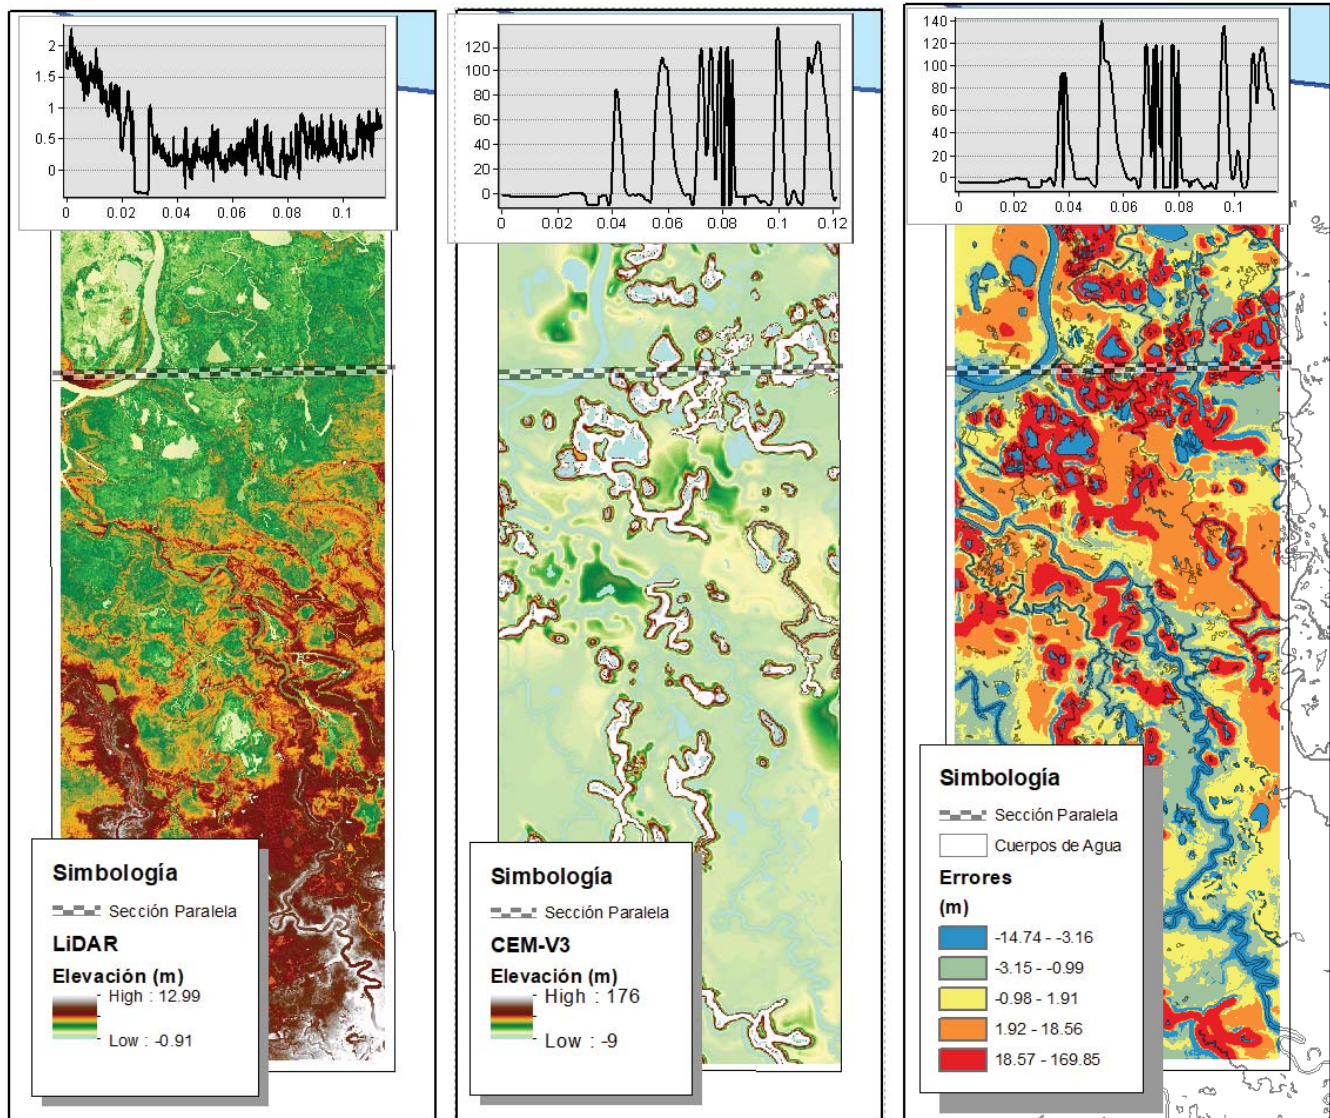 2
1.5
1
0.5
0
0 0.02 0.04 0.06 0.08 0.1
Simbología
Sección Paralela
LiDAR
Elevación (m)
High : 12.99
Low : -0.91
120
100
80
60
40
20
0
0 0.02 0.04 0.06 0.08 0.1 0.12
Simbología
Sección Paralela
CEM-V3
Elevación (m)
High : 176
Low : -9
140
120
100
80
60
40
20
0
0 0.02 0.04 0.06 0.08 0.1
Simbología
Sección Paralela
Cuerpos de Agua
Errores
(m)
-14.74 - -3.16
-3.15 - -0.99
-0.98 - 1.91
1.92 - 18.56
18.57 - 169.85